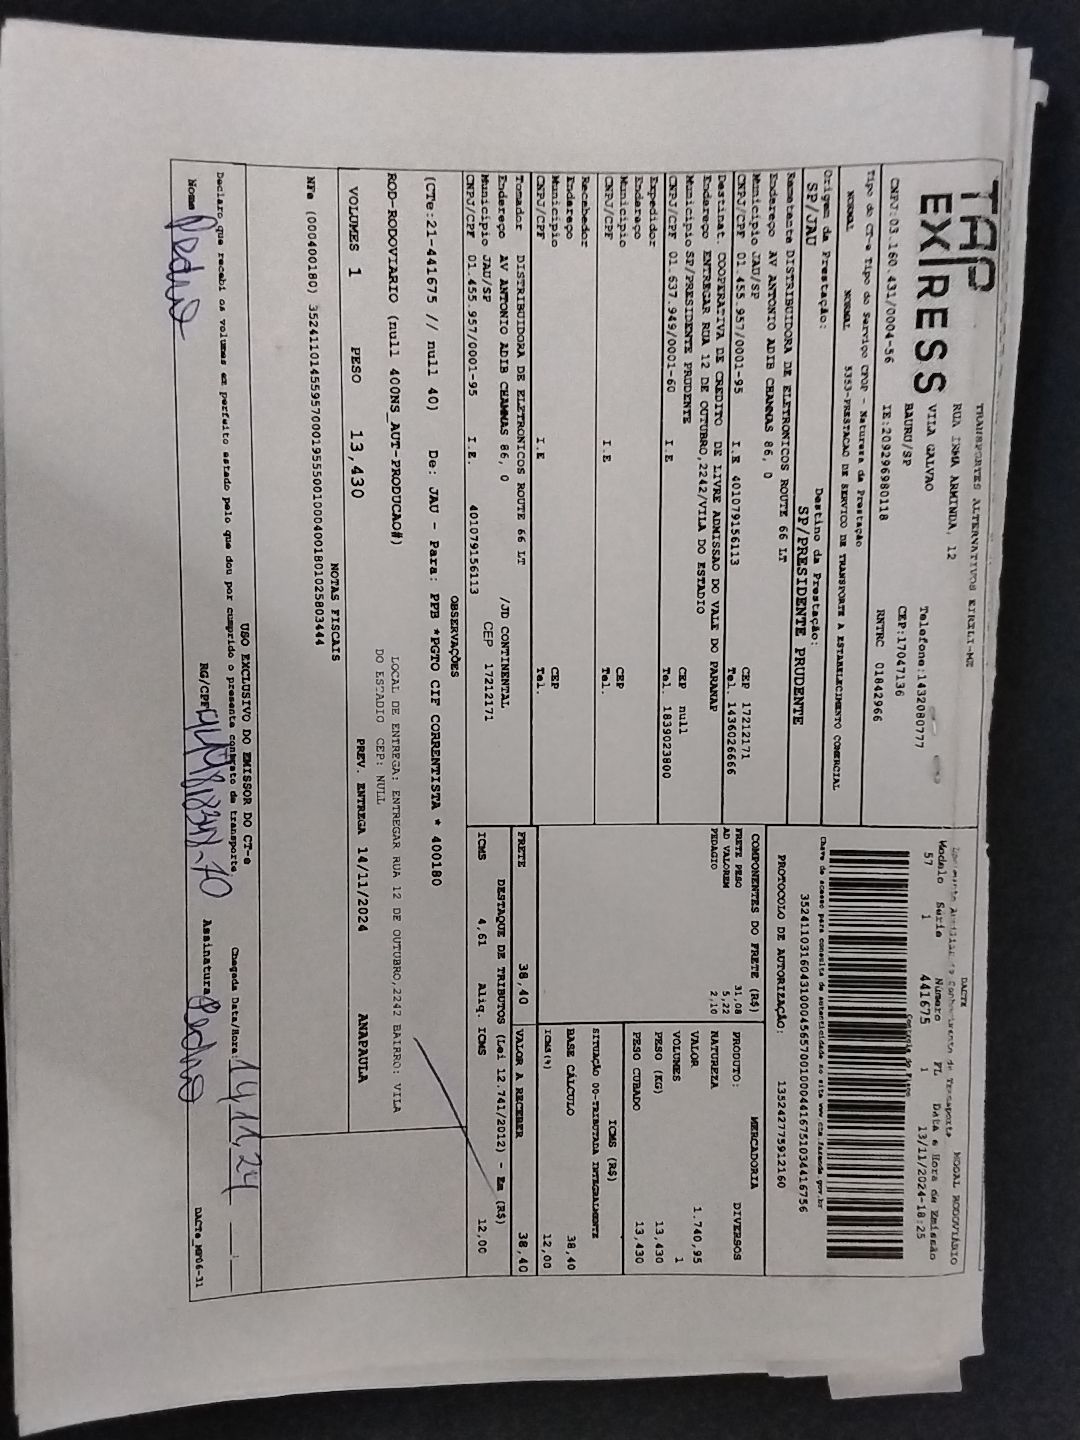 TAP
EXPRESS
TRANSPORTES ALTERNATIVOS EIRELI-ME
RUA IRMA ARMINDA, 12
VILA GALVAO
BAURU/SP
Telefone:1432080777
CEP:17047136
CNPJ:03.160.431/0004-56 IE:209296980118 RNTRC 01842966
DACTE MODAL RODOVIÁRIO
Documento Auxiliar do Conhecimento de Transporte
Modelo Série Número FL Data e Hora de Emissão
57 1 441675 1 13/11/2024-18:25
Controle do Fisco
Tipo do CT-e Tipo do Serviço CFOP - Natureza da Prestação
NORMAL NORMAL 5353-PRESTACAO DE SERVICO DE TRANSPORTE A ESTABELECIMENTO COMERCIAL
Chave de acesso para consulta de autenticidade no site www.cte.fazenda.gov.br
35241103160431000456570010004416751034416756
Origem da Prestação: Destino da Prestação:
SP/JAU SP/PRESIDENTE PRUDENTE
PROTOCOLO DE AUTORIZAÇÃO: 135242775912160
Remetente DISTRIBUIDORA DE ELETRONICOS ROUTE 66 LT
Endereço AV ANTONIO ADIB CHAMMAS 86, 0
Município JAU/SP CEP 17212171
CNPJ/CPF 01.455.957/0001-95 I.E 401079156113 Tel. 1436026666
Destinat. COOPERATIVA DE CREDITO DE LIVRE ADMISSAO DO VALE DO PARANAP
Endereço ENTREGAR RUA 12 DE OUTUBRO,2242/VILA DO ESTADIO
Município SP/PRESIDENTE PRUDENTE CEP null
CNPJ/CPF 01.637.949/0001-60 I.E Tel. 1839023800
Expedidor
Endereço
Município CEP
CNPJ/CPF I.E Tel.
Recebedor
Endereço
Município CEP
CNPJ/CPF I.E Tel.
Tomador DISTRIBUIDORA DE ELETRONICOS ROUTE 66 LT
Endereço AV ANTONIO ADIB CHAMMAS 86, 0 /JD CONTINENTAL
Município JAU/SP CEP 17212171
CNPJ/CPF 01.455.957/0001-95 I.E. 401079156113
COMPONENTES DO FRETE (R$)
FRETE PESO 31,08
AD VALOREM 5,22
PEDAGIO 2,10
MERCADORIA
PRODUTO: DIVERSOS
NATUREZA
VALOR 1.740,95
VOLUMES 1
PESO (KG) 13,430
PESO CUBADO 13,430
ICMS (R$)
SITUAÇÃO 00-TRIBUTADA INTEGRALMENTE
BASE CÁLCULO 38,40
ICMS(%) 12,00
FRETE 38,40 VALOR A RECEBER 38,40
DESTAQUE DE TRIBUTOS (Lei 12.741/2012) - Em (R$)
ICMS 4,61 Aliq. ICMS 12,00
OBSERVAÇÕES
(CTe:21-441675 // null 40) De: JAU - Para: PPB *PGTO CIF CORRENTISTA * 400180
LOCAL DE ENTREGA: ENTREGAR RUA 12 DE OUTUBRO,2242 BAIRRO: VILA
ROD-RODOVIARIO (null 400NS_AUT-PRODUCAO#) DO ESTADIO CEP: NULL
VOLUMES 1 PESO 13,430 PREV. ENTREGA 14/11/2024 ANAPAULA
NOTAS FISCAIS
NFe (000400180) 35241101455957000195550010004001801025803444
USO EXCLUSIVO DO EMISSOR DO CT-e
Declaro que recebi os volumes em perfeito estado pelo que dou por cumprido o presente contrato de transporte. Chegada Data/Hora: 14/11/24 __:__
Nome Pedro RG/CPF Assinatura Pedro
DACTe_MP06-31